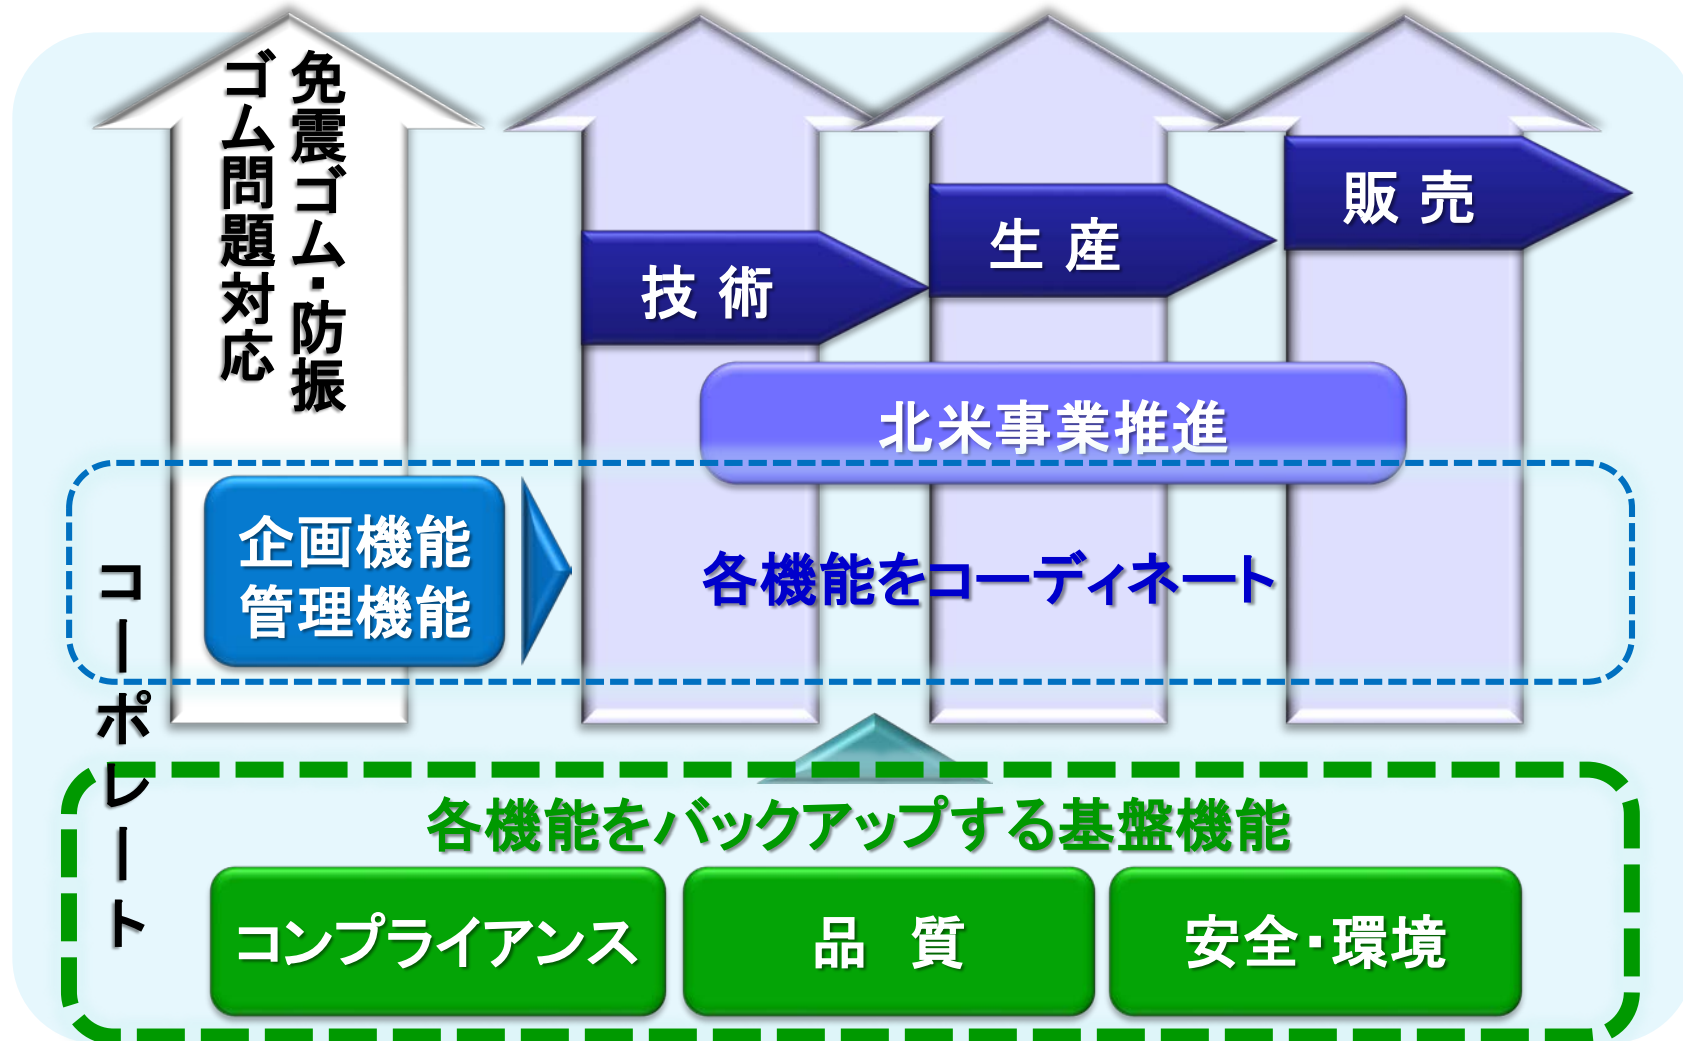 免震ゴム・防振
ゴム問題対応
販 売
生 産
技 術
北米事業推進
企画機能
管理機能
各機能をコーディネート
コーポレート
各機能をバックアップする基盤機能
コンプライアンス
品　質
安全・環境